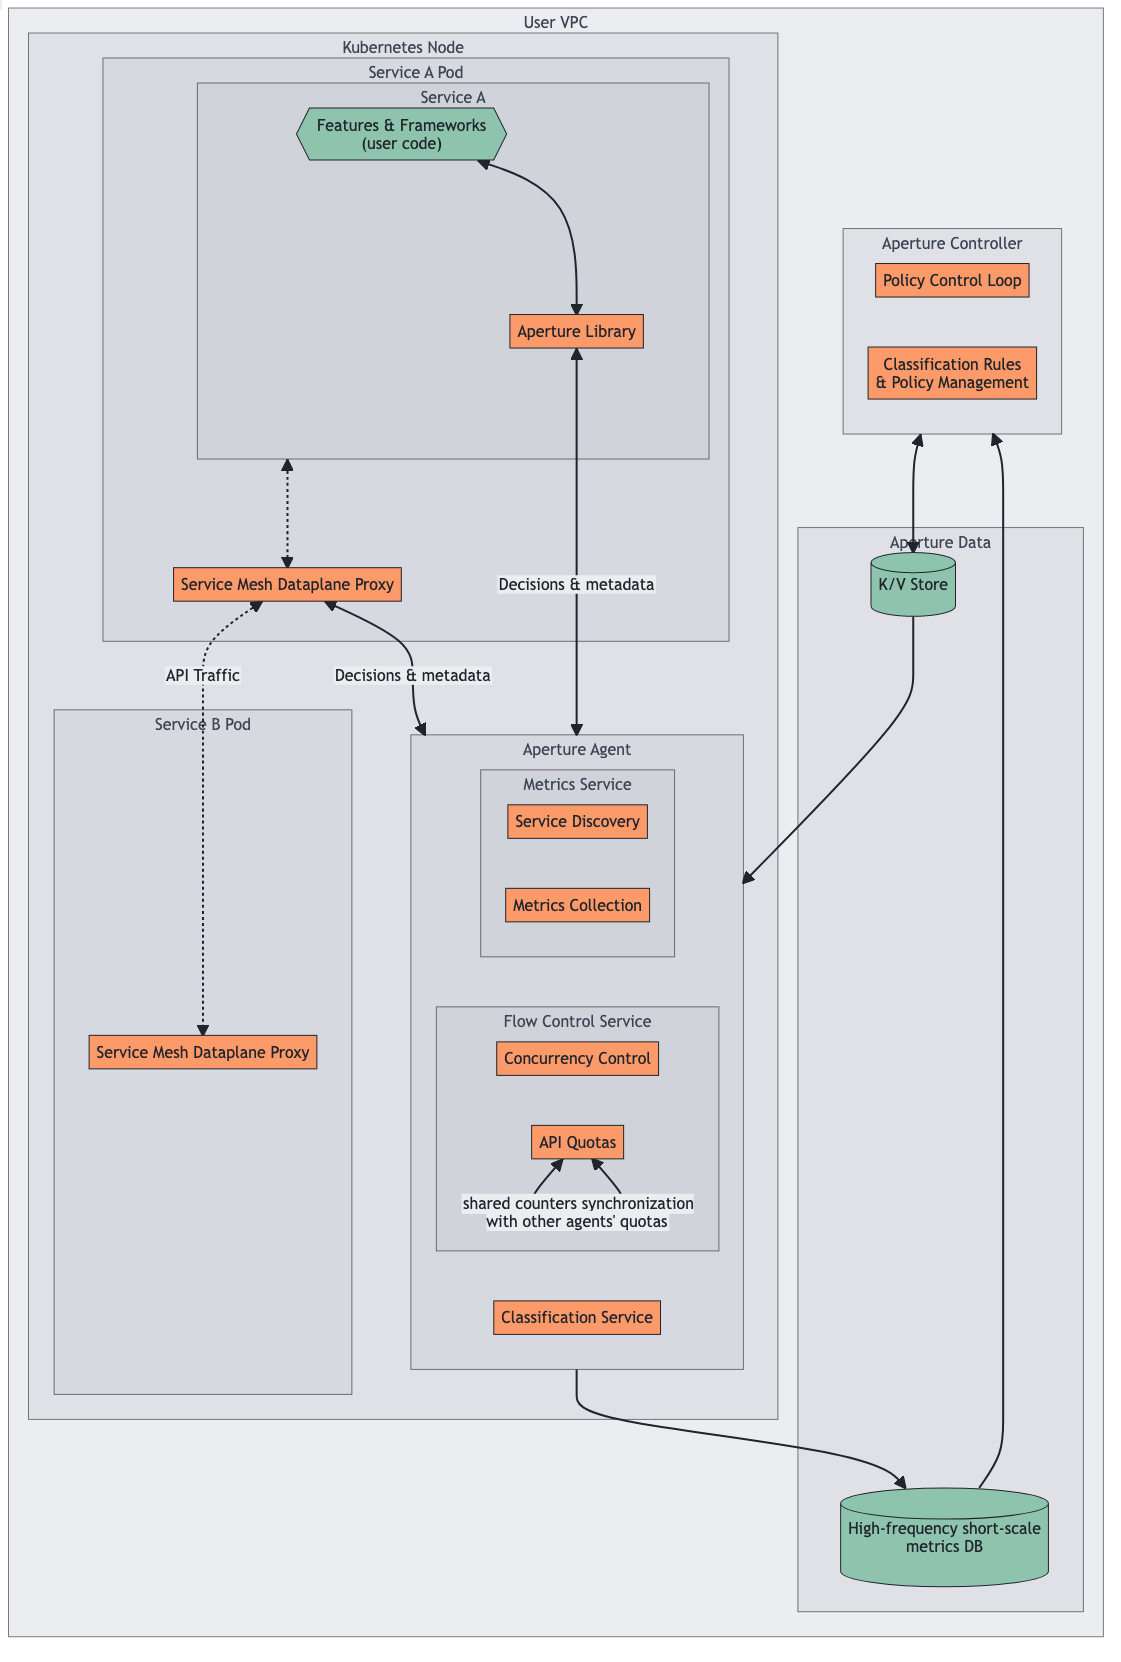 User VPC
Kubernetes Node
Service A Pod
Service A
Features & Frameworks
(user code)
Aperture Library
Aperture Controller
Policy Control Loop
Classification Rules
& Policy Management
Aperture Data
K/V Store
Service Mesh Dataplane Proxy
Decisions & metadata
API Traffic
Decisions & metadata
Service B Pod
Service Mesh Dataplane Proxy
Aperture Agent
Metrics Service
Service Discovery
Metrics Collection
Flow Control Service
Concurrency Control
API Quotas
shared counters synchronization
with other agents' quotas
Classification Service
High-frequency short-scale
metrics DB